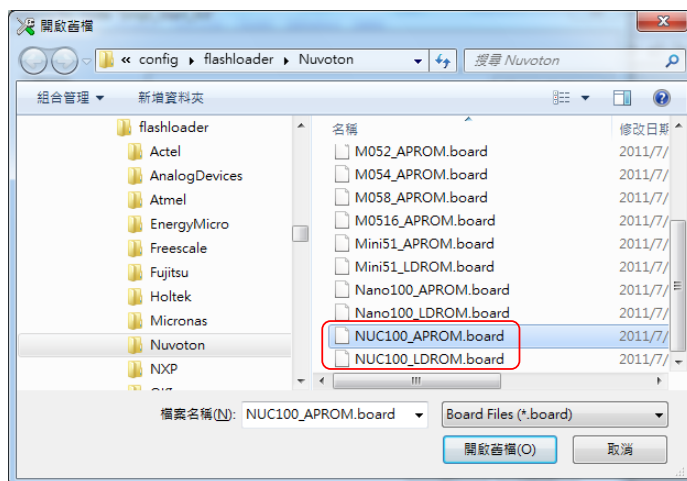 開啟舊檔
« config ▸ flashloader ▸ Nuvoton
搜尋 Nuvoton
組合管理 ▼ 新增資料夾
flashloader
Actel
AnalogDevices
Atmel
EnergyMicro
Freescale
Fujitsu
Holtek
Micronas
Nuvoton
NXP
名稱 修改日期
M052_APROM.board 2011/7/
M054_APROM.board 2011/7/
M058_APROM.board 2011/7/
M0516_APROM.board 2011/7/
Mini51_APROM.board 2011/7/
Mini51_LDROM.board 2011/7/
Nano100_APROM.board 2011/7/
Nano100_LDROM.board 2011/7/
NUC100_APROM.board 2011/7/
NUC100_LDROM.board 2011/7/
檔案名稱(N): NUC100_APROM.board
Board Files (*.board)
開啟舊檔(O) 取消